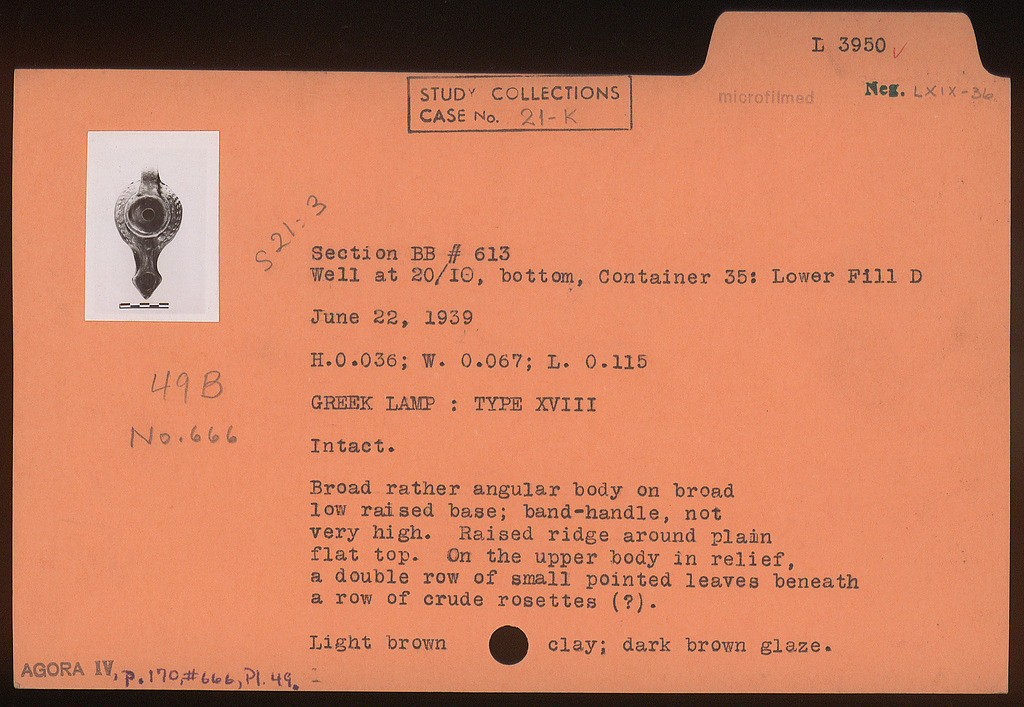 L 3950 ✓
microfilmed
Neg. LXIX-36
STUDY COLLECTIONS
CASE No. 21-K
S 21:3
Section BB # 613
Well at 20/IΘ, bottom, Container 35: Lower Fill D
June 22, 1939
H.0.036; W. 0.067; L. 0.115
49 B
GREEK LAMP : TYPE XVIII
No. 666
Intact.
Broad rather angular body on broad
low raised base; band-handle, not
very high. Raised ridge around plain
flat top. On the upper body in relief,
a double row of small pointed leaves beneath
a row of crude rosettes (?).
Light brown clay; dark brown glaze.
AGORA IV, p.170,#666, Pl. 49.